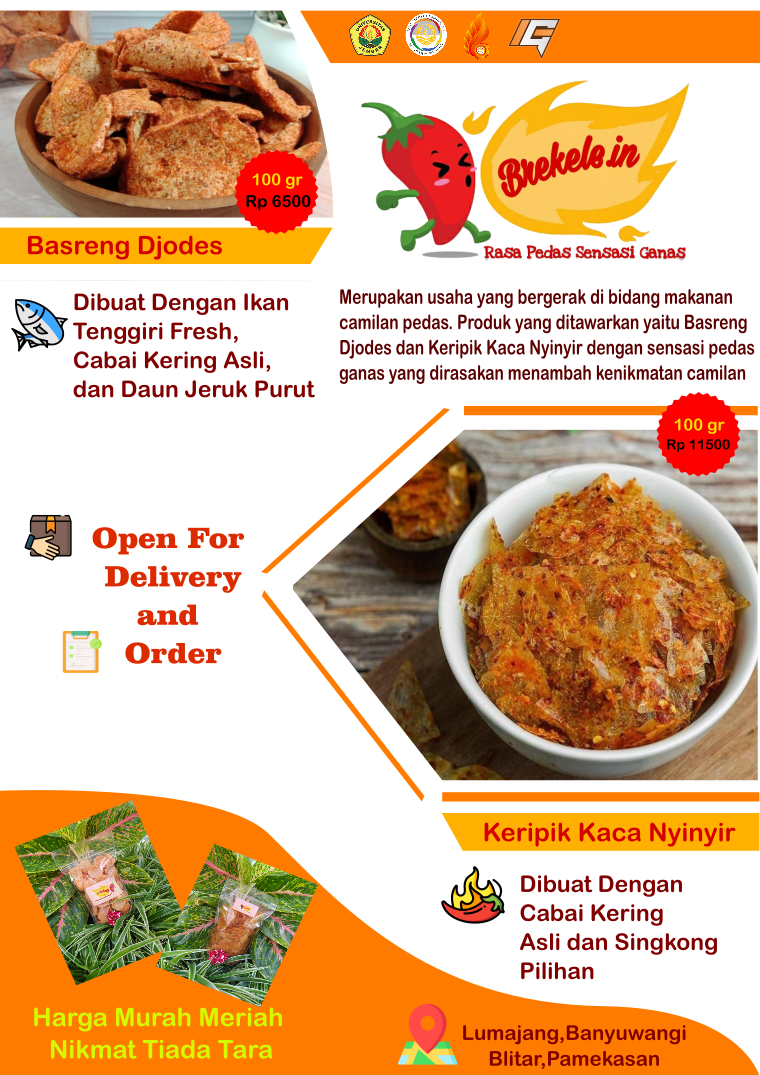 UNIVERSITAS
JEMBER
100 gr
Rp 6500
Basreng Djodes
Brekele.in
Rasa Pedas Sensasi Ganas
Dibuat Dengan Ikan
Tenggiri Fresh,
Cabai Kering Asli,
dan Daun Jeruk Purut
Merupakan usaha yang bergerak di bidang makanan
camilan pedas. Produk yang ditawarkan yaitu Basreng
Djodes dan Keripik Kaca Nyinyir dengan sensasi pedas
ganas yang dirasakan menambah kenikmatan camilan
100 gr
Rp 11500
Open For
Delivery
and
Order
Keripik Kaca Nyinyir
Dibuat Dengan
Cabai Kering
Asli dan Singkong
Pilihan
Harga Murah Meriah
Nikmat Tiada Tara
Lumajang,Banyuwangi
Blitar,Pamekasan